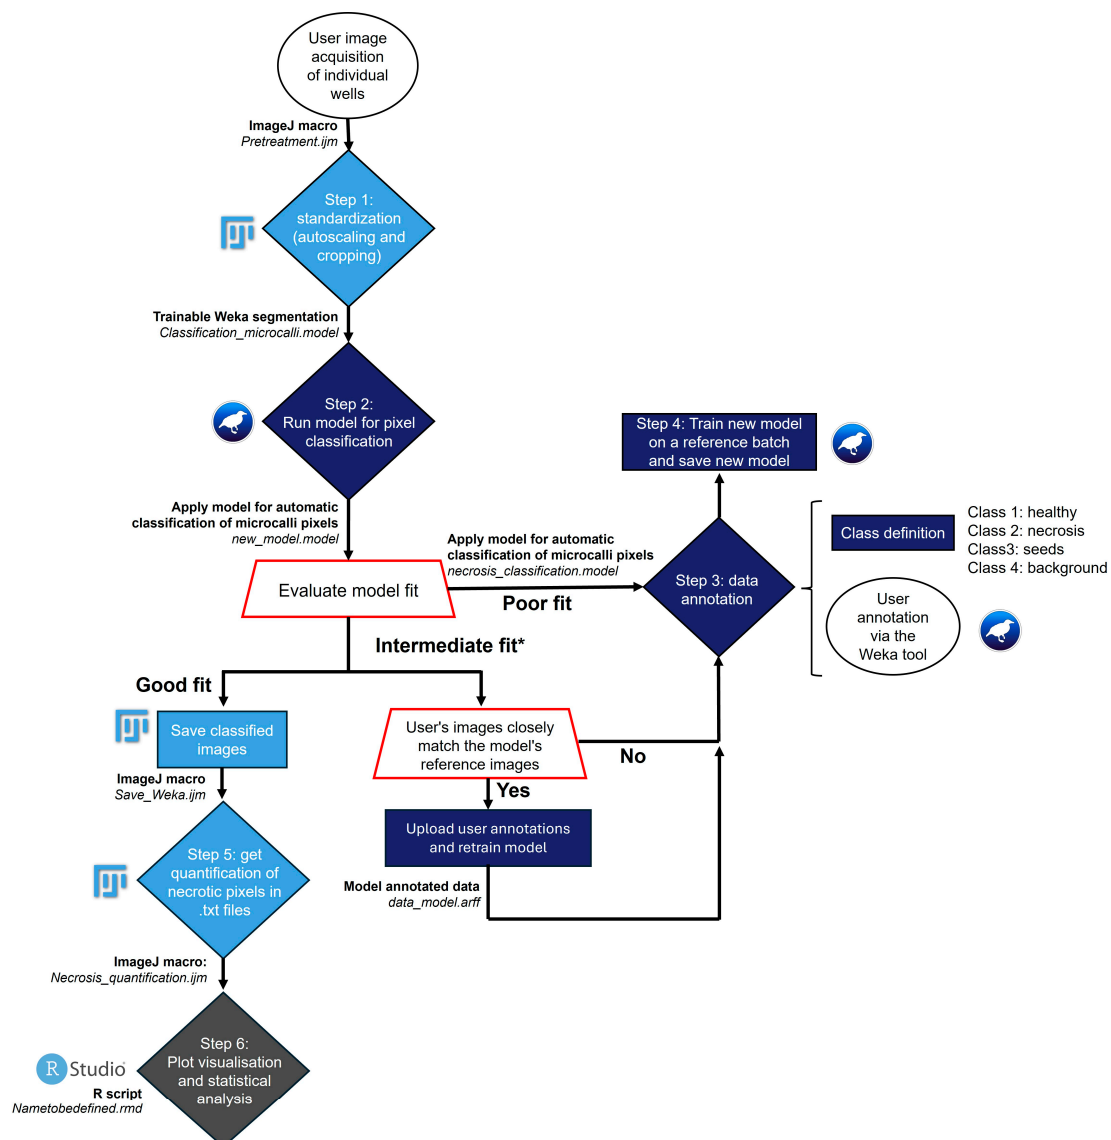 User image
acquisition
of individual
wells
ImageJ macro
Pretreatment.ijm
Step 1:
standardization
(autoscaling and
cropping)
Trainable Weka segmentation
Classification_microcalli.model
Step 2:
Run model for pixel
classification
Step 4: Train new model
on a reference batch
and save new model
Apply model for automatic
classification of microcalli pixels
new_model.model
Apply model for automatic
classification of microcalli pixels
necrosis_classification.model
Evaluate model fit
Poor fit
Step 3: data
annotation
Class definition
Class 1: healthy
Class 2: necrosis
Class3: seeds
Class 4: background
User
annotation
via the
Weka tool
Intermediate fit*
Good fit
Save classified
images
User's images closely
match the model's
reference images
No
Yes
ImageJ macro
Save_Weka.ijm
Upload user annotations
and retrain model
Model annotated data
data_model.arff
Step 5: get
quantification of
necrotic pixels in
.txt files
ImageJ macro:
Necrosis_quantification.ijm
Step 6:
Plot visualisation
and statistical
analysis
R Studio
R script
Nametobedefined.rmd